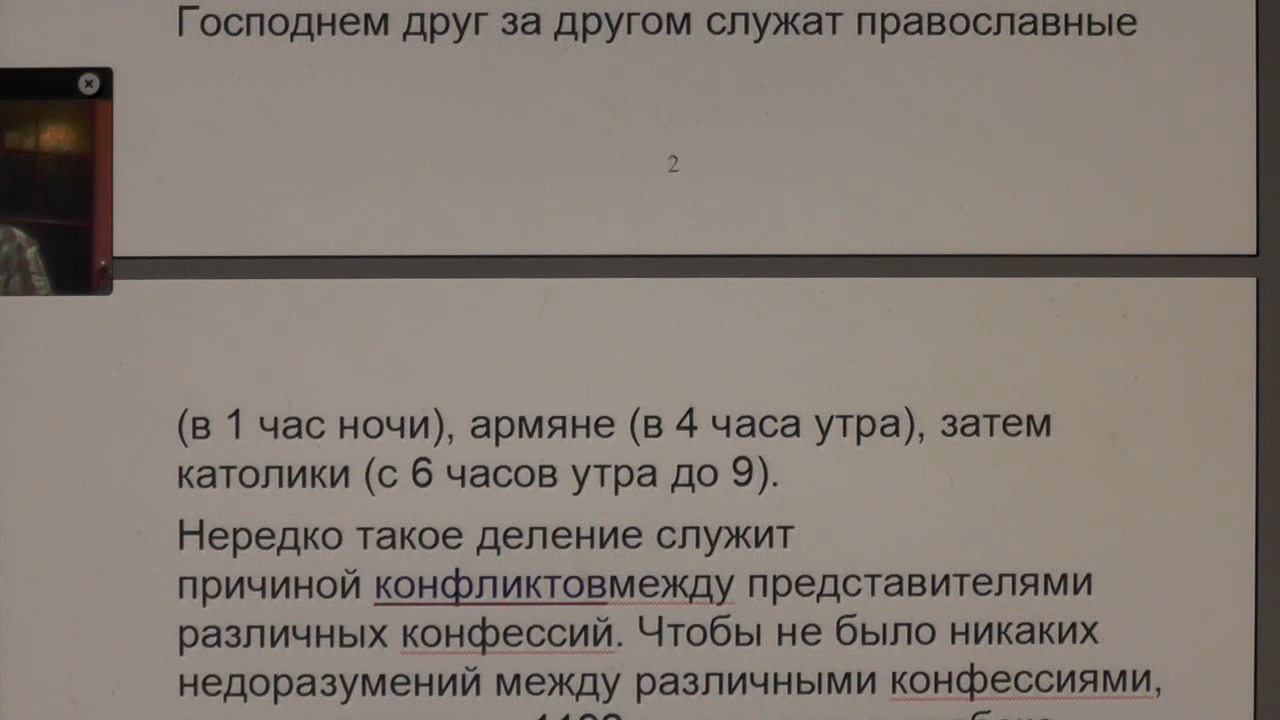 Господнем друг за другом служат православные
2
(в 1 час ночи), армяне (в 4 часа утра), затем
католики (с 6 часов утра до 9).
Нередко такое деление служит
причиной конфликтовмежду представителями
различных конфессий. Чтобы не было никаких
недоразумений между различными конфессиями,